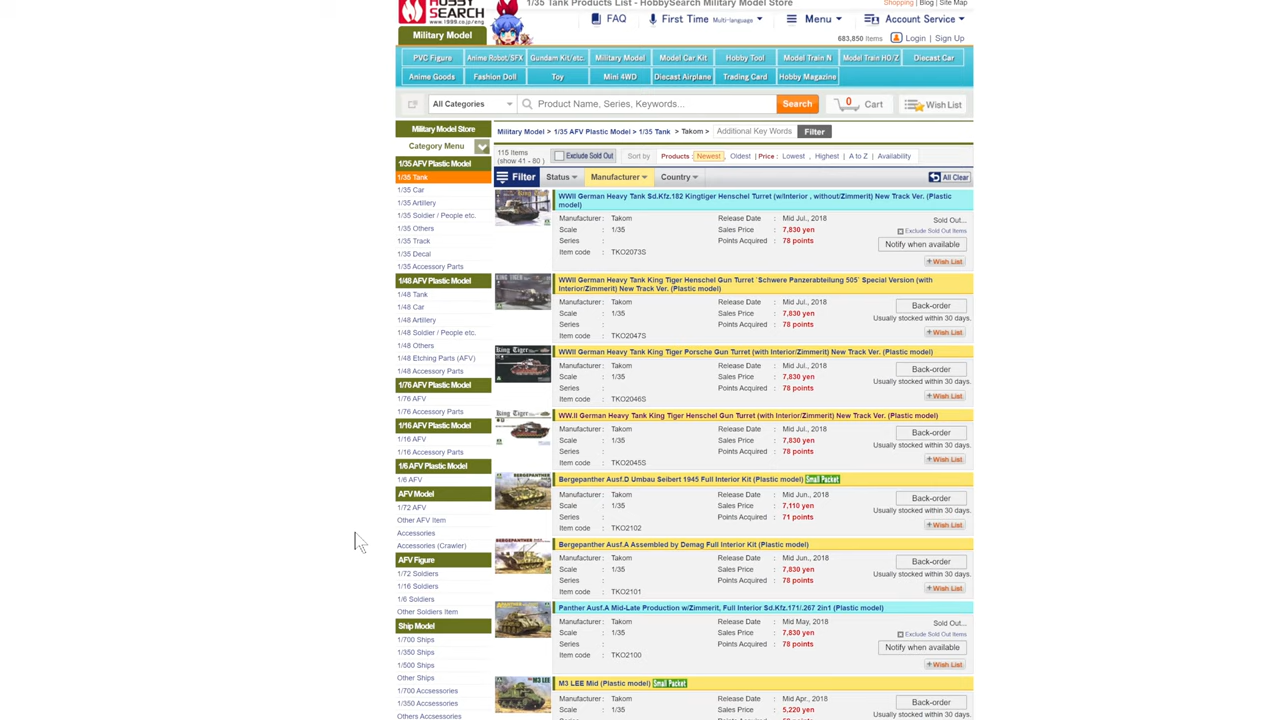 1/35 Tank Products List - HobbySearch Military Model Store
Shopping | Blog | Site Map
HOBBY
SEARCH
www.1999.co.jp/eng
FAQ
First Time Multi-language
Menu
Account Service
Military Model
683,850 Items
Login | Sign Up
PVC Figure
Anime Robot/SFX
Gundam Kit/etc.
Military Model
Model Car Kit
Hobby Tool
Model Train N
Model Train HO/Z
Diecast Car
Anime Goods
Fashion Doll
Toy
Mini 4WD
Diecast Airplane
Trading Card
Hobby Magazine
All Categories
Product Name, Series, Keywords...
Search
0 Cart
Wish List
Military Model Store
Category Menu
1/35 AFV Plastic Model
1/35 Tank
1/35 Car
1/35 Artillery
1/35 Soldier / People etc.
1/35 Others
1/35 Track
1/35 Decal
1/35 Accessory Parts
1/48 AFV Plastic Model
1/48 Tank
1/48 Car
1/48 Artillery
1/48 Soldier / People etc.
1/48 Others
1/48 Etching Parts (AFV)
1/48 Accessory Parts
1/76 AFV Plastic Model
1/76 AFV
1/76 Accessory Parts
1/16 AFV Plastic Model
1/16 AFV
1/16 Accessory Parts
1/6 AFV Plastic Model
1/6 AFV
AFV Model
1/72 AFV
Other AFV Item
Accessories
Accessories (Crawler)
AFV Figure
1/72 Soldiers
1/16 Soldiers
1/6 Soldiers
Other Soldiers Item
Ship Model
1/700 Ships
1/350 Ships
1/500 Ships
Other Ships
1/700 Accsessories
1/350 Accsessories
Others Accsessories
Military Model > 1/35 AFV Plastic Model > 1/35 Tank > Takom > Additional Key Words Filter
115 Items
(show 41 - 80 )
Exclude Sold Out
Sort by Products : Newest , Oldest | Price : Lowest , Highest | A to Z | Availability
Filter Status Manufacturer Country All Clear
WWII German Heavy Tank Sd.Kfz.182 Kingtiger Henschel Turret (w/Interior , without/Zimmerit) New Track Ver. (Plastic
model)
Manufacturer : Takom Release Date : Mid Jul., 2018
Scale : 1/35 Sales Price : 7,830 yen
Series : Points Acquired : 78 points
Item code : TKO2073S
Sold Out...
Exclude Sold Out Items
Notify when available
+Wish List
WWII German Heavy Tank King Tiger Henschel Gun Turret `Schwere Panzerabteilung 505` Special Version (with
Interior/Zimmerit) New Track Ver. (Plastic model)
Manufacturer : Takom Release Date : Mid Jul., 2018
Scale : 1/35 Sales Price : 7,830 yen
Series : Points Acquired : 78 points
Item code : TKO2047S
Back-order
Usually stocked within 30 days.
+Wish List
King Tiger
WWII German Heavy Tank King Tiger Porsche Gun Turret (with Interior/Zimmerit) New Track Ver. (Plastic model)
Manufacturer : Takom Release Date : Mid Jul., 2018
Scale : 1/35 Sales Price : 7,830 yen
Series : Points Acquired : 78 points
Item code : TKO2046S
Back-order
Usually stocked within 30 days.
+Wish List
King Tiger
WW.II German Heavy Tank King Tiger Henschel Gun Turret (with Interior/Zimmerit) New Track Ver. (Plastic model)
Manufacturer : Takom Release Date : Mid Jul., 2018
Scale : 1/35 Sales Price : 7,830 yen
Series : Points Acquired : 78 points
Item code : TKO2045S
Back-order
Usually stocked within 30 days.
+Wish List
BERGEPANTHER
Bergepanther Ausf.D Umbau Seibert 1945 Full Interior Kit (Plastic model) Small Packet
Manufacturer : Takom Release Date : Mid Jun., 2018
Scale : 1/35 Sales Price : 7,110 yen
Series : Points Acquired : 71 points
Item code : TKO2102
Back-order
Usually stocked within 30 days.
+Wish List
BERGEPANTHER
Bergepanther Ausf.A Assembled by Demag Full Interior Kit (Plastic model)
Manufacturer : Takom Release Date : Mid Jun., 2018
Scale : 1/35 Sales Price : 7,830 yen
Series : Points Acquired : 78 points
Item code : TKO2101
Back-order
Usually stocked within 30 days.
+Wish List
Panther Ausf.A Mid-Late Production w/Zimmerit, Full Interior Sd.Kfz.171/.267 2in1 (Plastic model)
Manufacturer : Takom Release Date : Mid May, 2018
Scale : 1/35 Sales Price : 7,830 yen
Series : Points Acquired : 78 points
Item code : TKO2100
Sold Out...
Exclude Sold Out Items
Notify when available
+Wish List
M3 LEE
M3 LEE Mid (Plastic model) Small Packet
Manufacturer : Takom Release Date : Mid Apr., 2018
Scale : 1/35 Sales Price : 5,220 yen
Back-order
Usually stocked within 30 days.